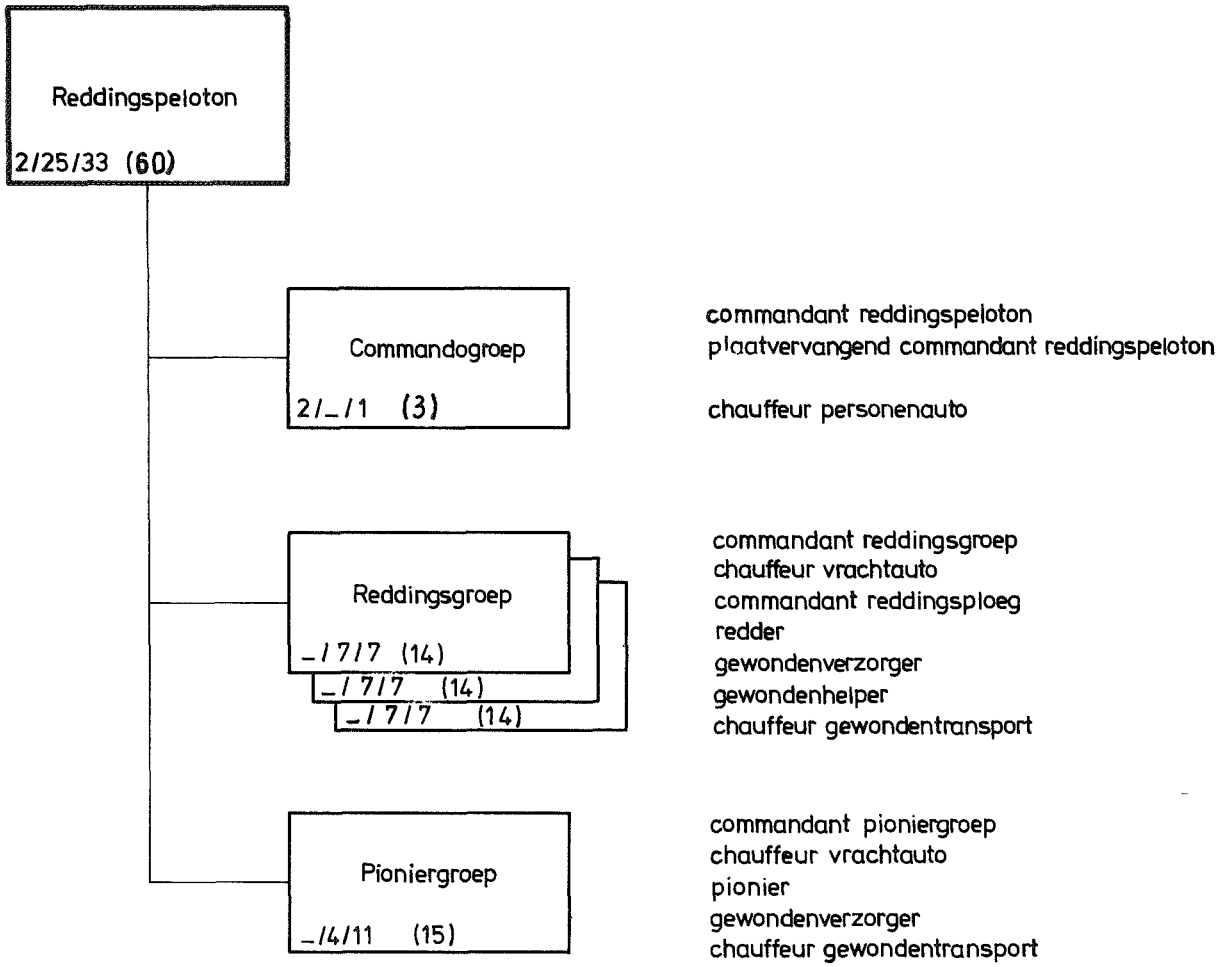 Reddingspeloton
2/25/33 (60)
Commandogroep
2/_/1 (3)
commandant reddingspeloton
plaatvervangend commandant reddingspeloton
chauffeur personenauto
Reddingsgroep
_/7/7 (14)
_/7/7 (14)
_/7/7 (14)
commandant reddingsgroep
chauffeur vrachtauto
commandant reddingsploeg
redder
gewondenverzorger
gewondenhelper
chauffeur gewondentransport
Pioniergroep
_/4/11 (15)
commandant pioniergroep
chauffeur vrachtauto
pionier
gewondenverzorger
chauffeur gewondentransport